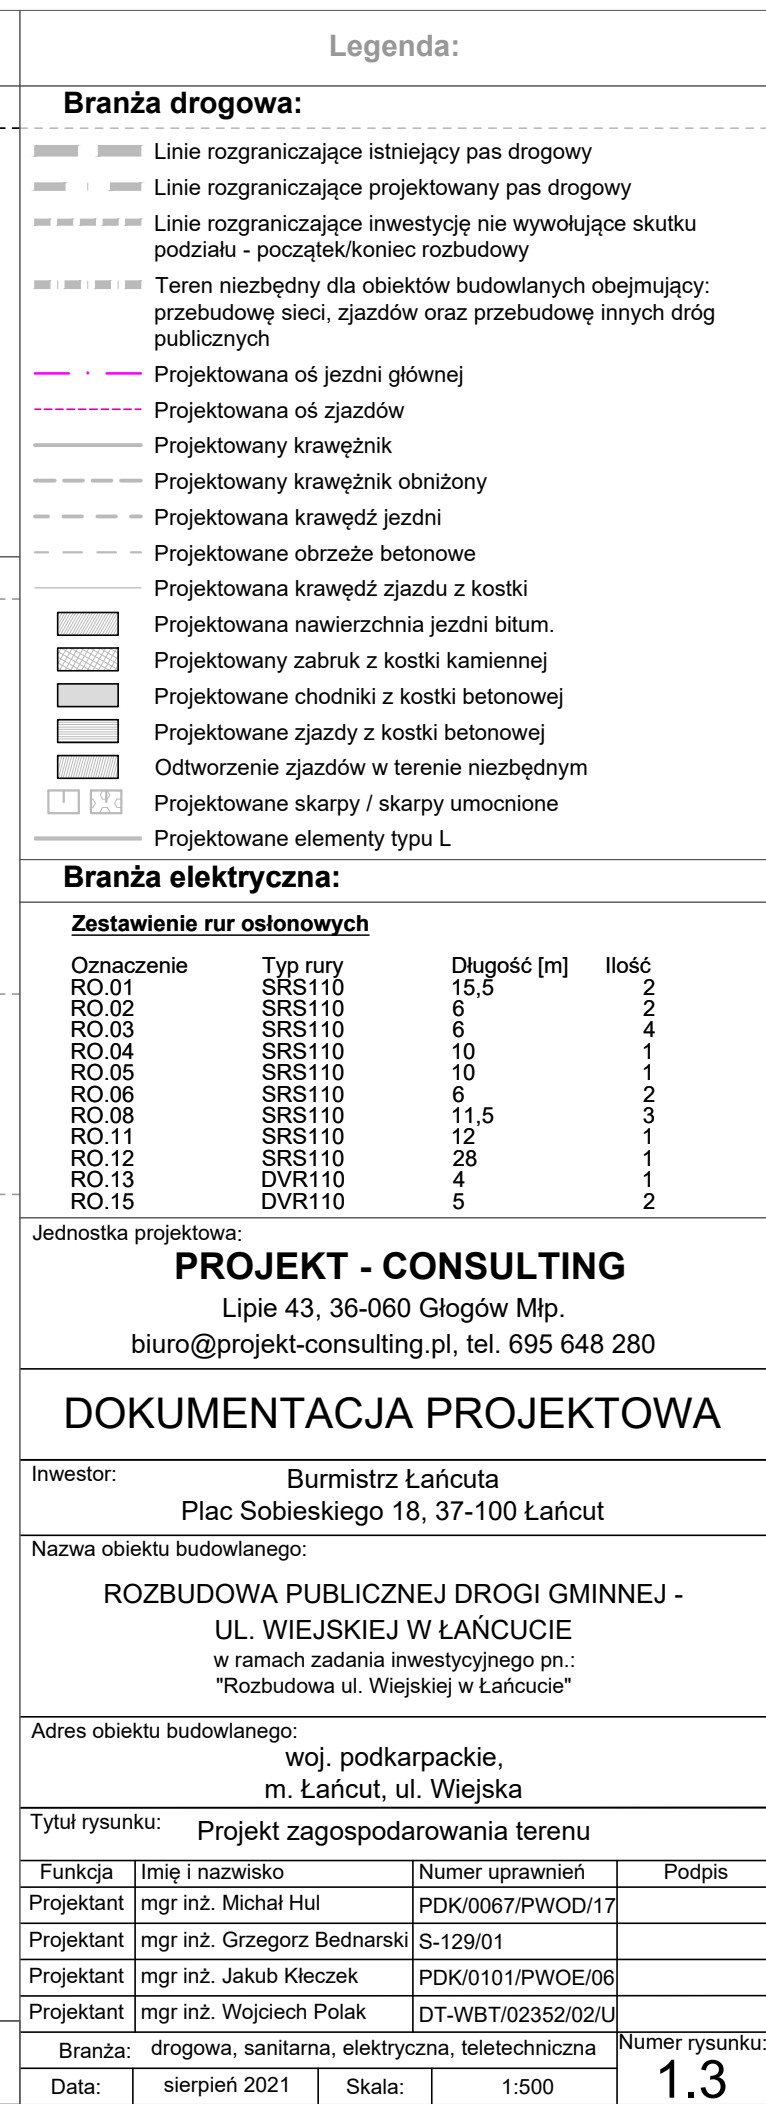 Legenda:
Branża drogowa:
Linie rozgraniczające istniejący pas drogowy
Linie rozgraniczające projektowany pas drogowy
Linie rozgraniczające inwestycję nie wywołujące skutku
podziału - początek/koniec rozbudowy
Teren niezbędny dla obiektów budowlanych obejmujący:
przebudowę sieci, zjazdów oraz przebudowę innych dróg
publicznych
Projektowana oś jezdni głównej
Projektowana oś zjazdów
Projektowany krawężnik
Projektowany krawężnik obniżony
Projektowana krawędź jezdni
Projektowane obrzeże betonowe
Projektowana krawędź zjazdu z kostki
Projektowana nawierzchnia jezdni bitum.
Projektowany zabruk z kostki kamiennej
Projektowane chodniki z kostki betonowej
Projektowane zjazdy z kostki betonowej
Odtworzenie zjazdów w terenie niezbędnym
Projektowane skarpy / skarpy umocnione
Projektowane elementy typu L
Branża elektryczna:
Zestawienie rur osłonowych
Oznaczenie Typ rury Długość [m] Ilość
RO.01 SRS110 15,5 2
RO.02 SRS110 6 2
RO.03 SRS110 6 4
RO.04 SRS110 10 1
RO.05 SRS110 10 1
RO.06 SRS110 6 2
RO.08 SRS110 11,5 3
RO.11 SRS110 12 1
RO.12 SRS110 28 1
RO.13 DVR110 4 1
RO.15 DVR110 5 2
Jednostka projektowa:
PROJEKT - CONSULTING
Lipie 43, 36-060 Głogów Młp.
biuro@projekt-consulting.pl, tel. 695 648 280
DOKUMENTACJA PROJEKTOWA
Inwestor:
Burmistrz Łańcuta
Plac Sobieskiego 18, 37-100 Łańcut
Nazwa obiektu budowlanego:
ROZBUDOWA PUBLICZNEJ DROGI GMINNEJ -
UL. WIEJSKIEJ W ŁAŃCUCIE
w ramach zadania inwestycyjnego pn.:
"Rozbudowa ul. Wiejskiej w Łańcucie"
Adres obiektu budowlanego:
woj. podkarpackie,
m. Łańcut, ul. Wiejska
Tytuł rysunku: Projekt zagospodarowania terenu
Funkcja Imię i nazwisko Numer uprawnień Podpis
Projektant mgr inż. Michał Hul PDK/0067/PWOD/17
Projektant mgr inż. Grzegorz Bednarski S-129/01
Projektant mgr inż. Jakub Kłeczek PDK/0101/PWOE/06
Projektant mgr inż. Wojciech Polak DT-WBT/02352/02/U
Branża: drogowa, sanitarna, elektryczna, teletechniczna Numer rysunku:
Data: sierpień 2021 Skala: 1:500 1.3